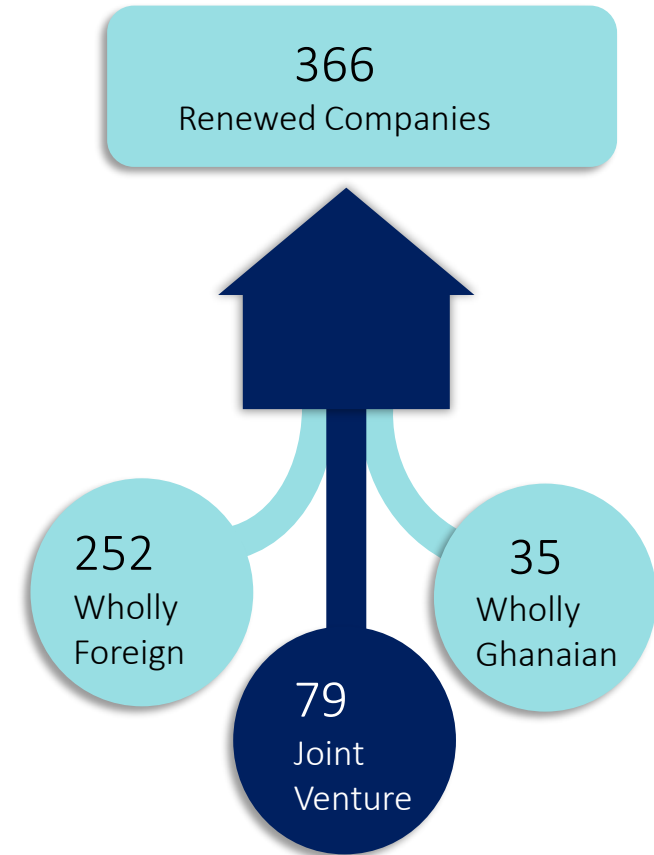 366
Renewed Companies
252
Wholly
Foreign
35
Wholly
Ghanaian
79
Joint
Venture